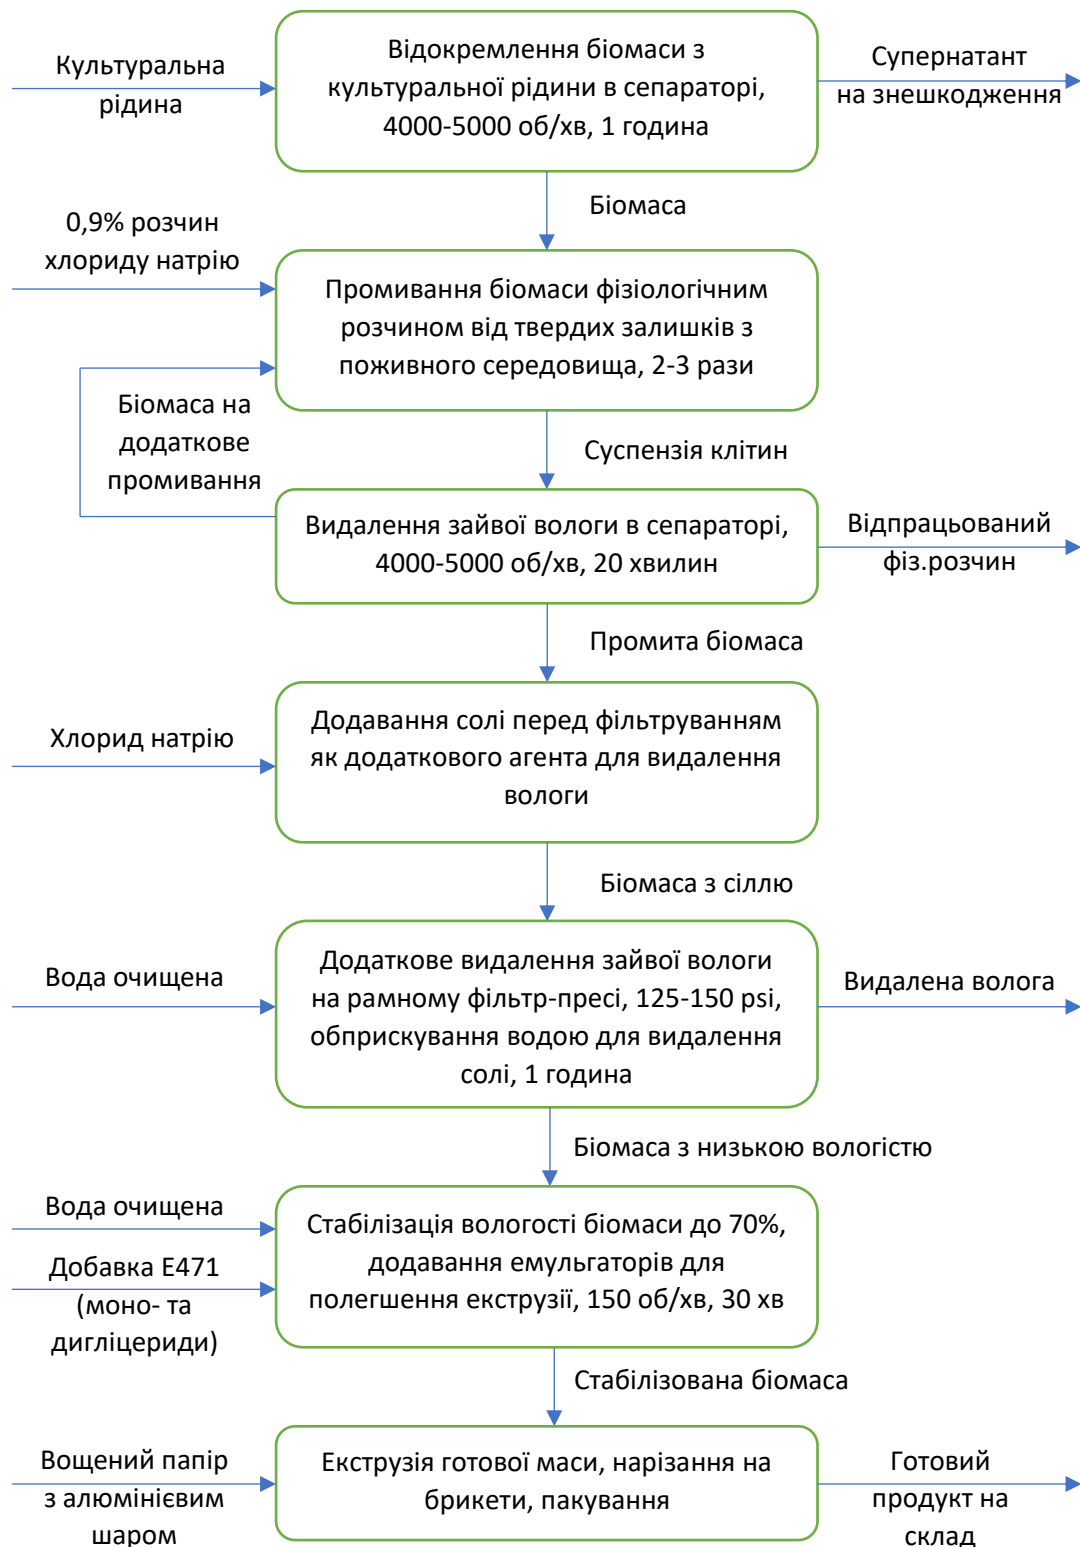 Культуральна
рідина
Відокремлення біомаси з
культуральної рідини в сепараторі,
4000-5000 об/хв, 1 година
Супернатант
на знешкодження
Біомаса
0,9% розчин
хлориду натрію
Промивання біомаси фізіологічним
розчином від твердих залишків з
поживного середовища, 2-3 рази
Біомаса на
додаткове
промивання
Суспензія клітин
Видалення зайвої вологи в сепараторі,
4000-5000 об/хв, 20 хвилин
Відпрацьований
фіз.розчин
Промита біомаса
Хлорид натрію
Додавання солі перед фільтруванням
як додаткового агента для видалення
вологи
Біомаса з сіллю
Вода очищена
Додаткове видалення зайвої вологи
на рамному фільтр-пресі, 125-150 psi,
обприскування водою для видалення
солі, 1 година
Видалена волога
Біомаса з низькою вологістю
Вода очищена
Добавка Е471
(моно- та
дигліцериди)
Стабілізація вологості біомаси до 70%,
додавання емульгаторів для
полегшення екструзії, 150 об/хв, 30 хв
Стабілізована біомаса
Вощений папір
з алюмінієвим
шаром
Екструзія готової маси, нарізання на
брикети, пакування
Готовий
продукт на
склад